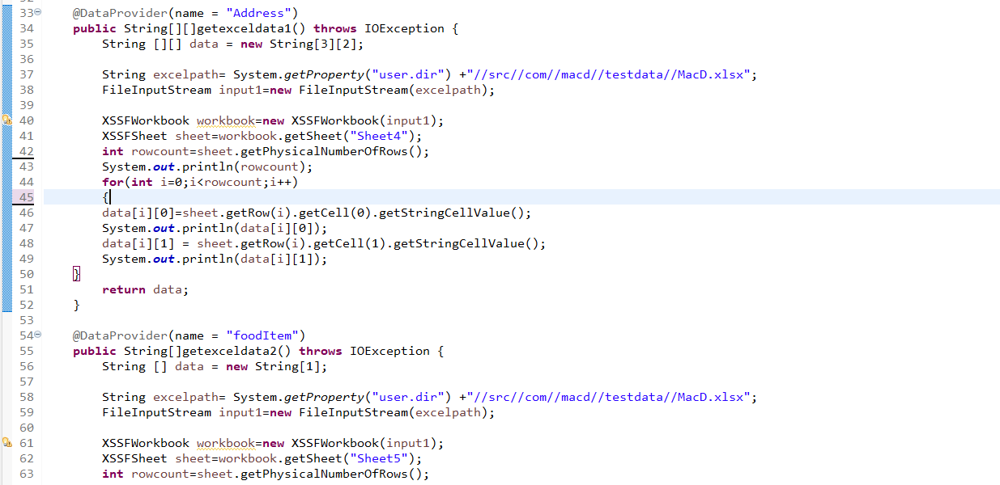 33 @DataProvider(name = "Address")
34 public String[][]getexceldata1() throws IOException {
35 String [][] data = new String[3][2];
36
37 String excelpath= System.getProperty("user.dir") +"//src//com//macd//testdata//MacD.xlsx";
38 FileInputStream input1=new FileInputStream(excelpath);
39
40 XSSFWorkbook workbook=new XSSFWorkbook(input1);
41 XSSFSheet sheet=workbook.getSheet("Sheet4");
42 int rowcount=sheet.getPhysicalNumberOfRows();
43 System.out.println(rowcount);
44 for(int i=0;i<rowcount;i++)
45 {
46 data[i][0]=sheet.getRow(i).getCell(0).getStringCellValue();
47 System.out.println(data[i][0]);
48 data[i][1] = sheet.getRow(i).getCell(1).getStringCellValue();
49 System.out.println(data[i][1]);
50 }
51 return data;
52 }
53
54 @DataProvider(name = "foodItem")
55 public String[]getexceldata2() throws IOException {
56 String [] data = new String[1];
57
58 String excelpath= System.getProperty("user.dir") +"//src//com//macd//testdata//MacD.xlsx";
59 FileInputStream input1=new FileInputStream(excelpath);
60
61 XSSFWorkbook workbook=new XSSFWorkbook(input1);
62 XSSFSheet sheet=workbook.getSheet("Sheet5");
63 int rowcount=sheet.getPhysicalNumberOfRows();